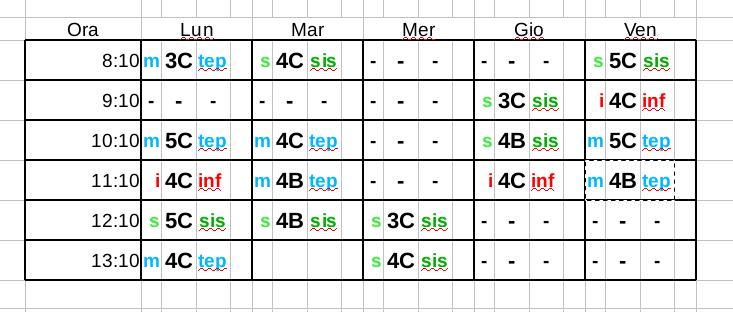 Ora Lun Mar Mer Gio Ven
8:10 m 3C tep s 4C sis - - - - - - s 5C sis
9:10 - - - - - - - - - s 3C sis i 4C inf
10:10 m 5C tep m 4C tep - - - s 4B sis m 5C tep
11:10 i 4C inf m 4B tep - - - i 4C inf m 4B tep
12:10 s 5C sis s 4B sis s 3C sis - - - - - -
13:10 m 4C tep s 4C sis - - - - - -